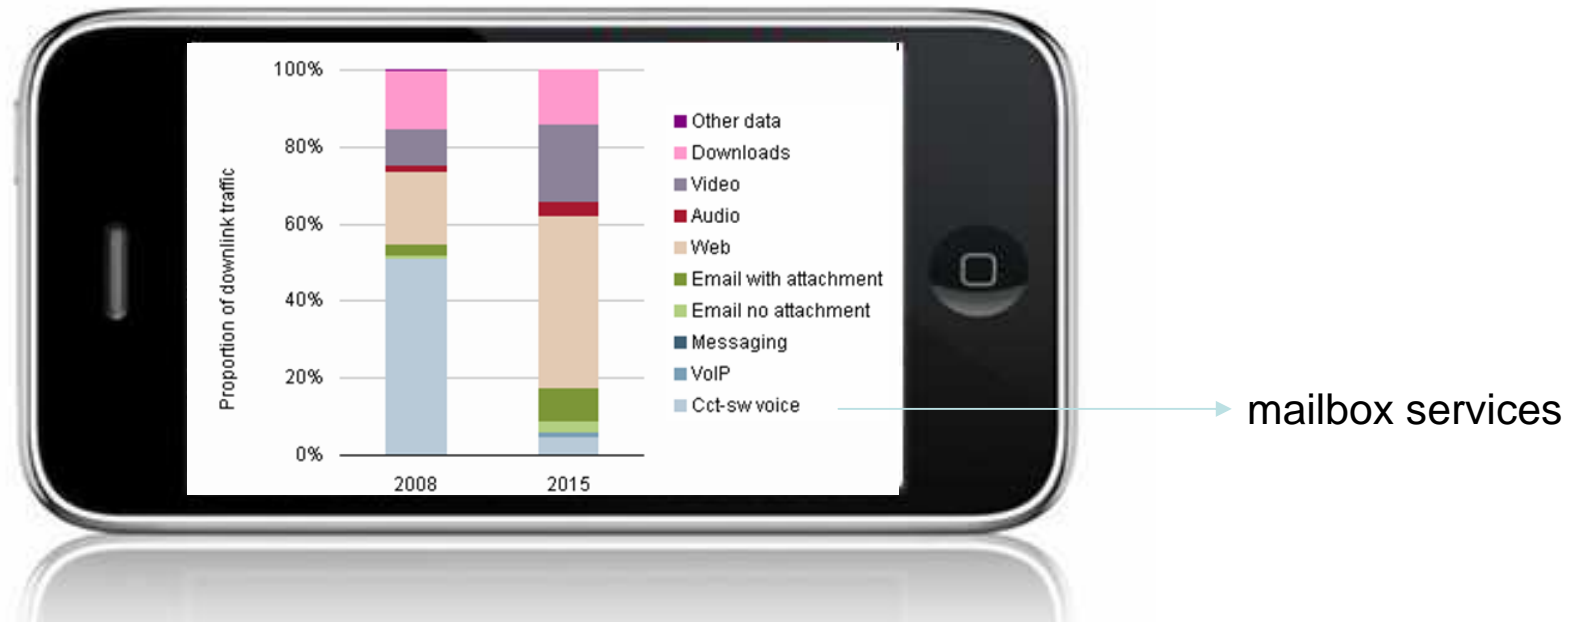 100%
80%
60%
40%
20%
0%
Proportion of downlink traffic
2008
2015
Other data
Downloads
Video
Audio
Web
Email with attachment
Email no attachment
Messaging
VoIP
Cct-sw voice
mailbox services